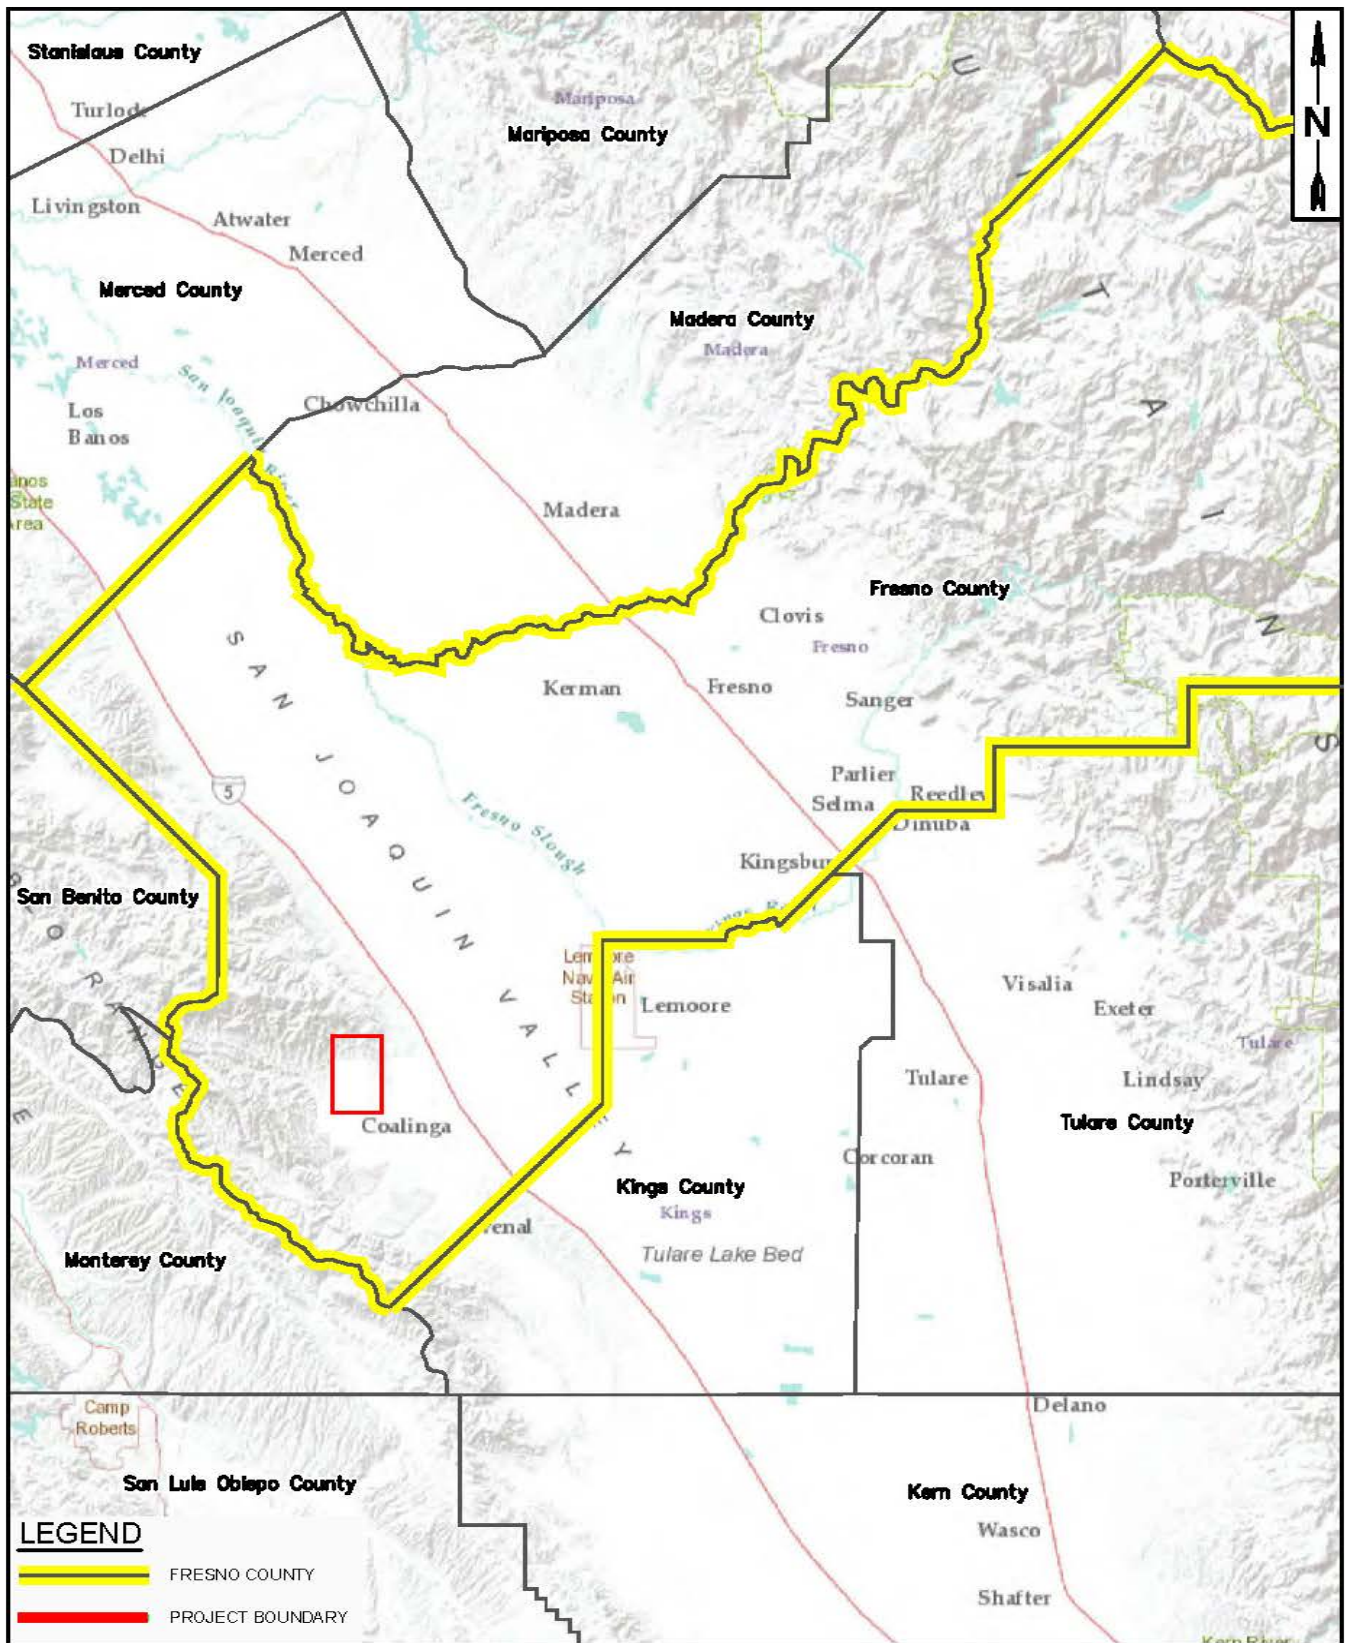 Stanislaus County
Mariposa
Mariposa County
N
Delhi
Livingston
Atwater
Merced
Merced County
Madera County
Madera
Merced
San Joaquin
River
Chowchilla
Los
Banos
State
Madera
Fresno County
Clovis
Fresno
Kerman
Fresno
Sanger
SAN JOAQUIN VALLEY
5
Parlier
Selma
Reedley
Dinuba
Fresno Slough
San Benito County
Lemoore
Visalia
Exeter
Tulare
Tulare
Lindsay
Coalinga
Tulare County
Corcoran
Porterville
Kings County
Kings
Tulare Lake Bed
Monterey County
Camp
Roberts
Delano
San Luis Obispo County
Kern County
Wasco
LEGEND
FRESNO COUNTY
Shafter
PROJECT BOUNDARY